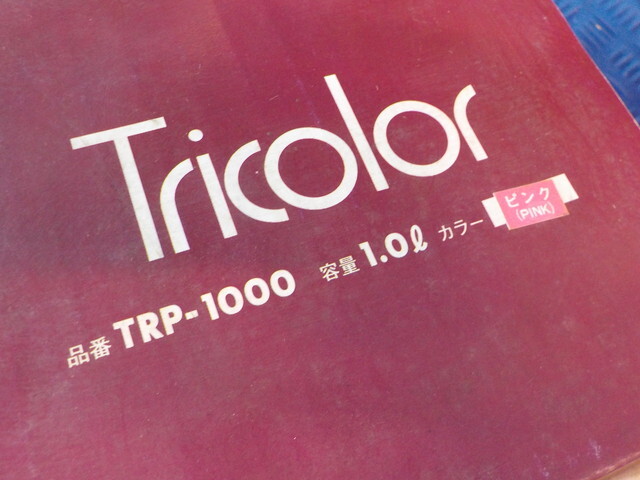 Tricolor
品番 TRP-1000 容量 1.0ℓ カラー ピンク
(PINK)